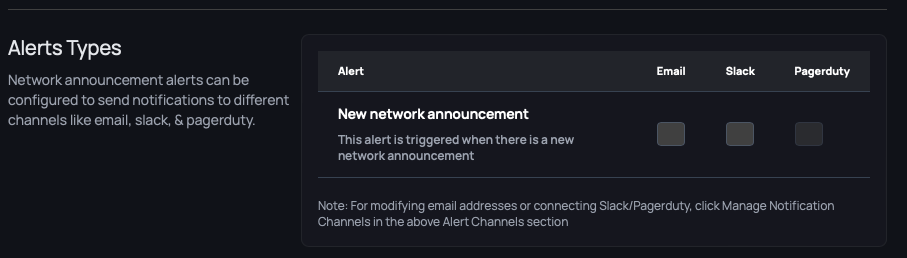 Alerts Types
Network announcement alerts can be
configured to send notifications to different
channels like email, slack, & pagerduty.
Alert Email Slack Pagerduty
New network announcement
This alert is triggered when there is a new
network announcement
Note: For modifying email addresses or connecting Slack/Pagerduty, click Manage Notification
Channels in the above Alert Channels section